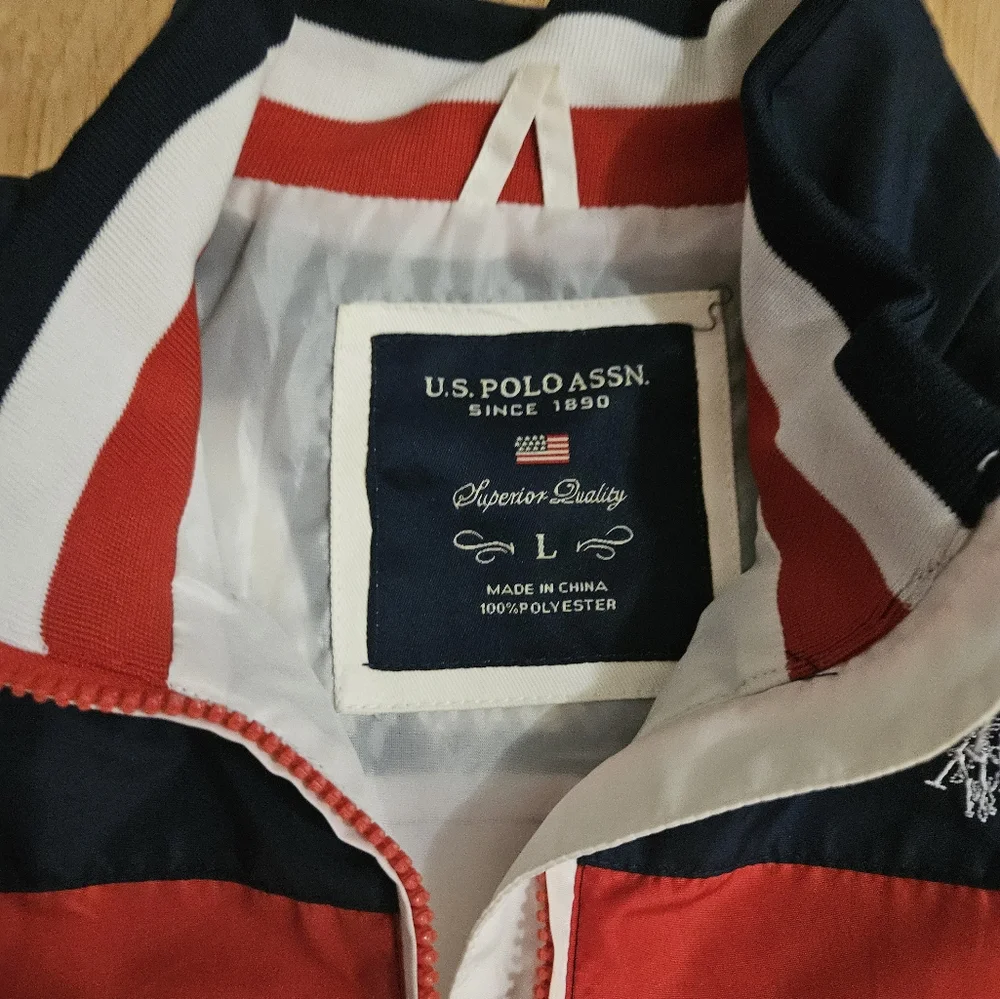 U.S. POLO ASSN.
SINCE 1890
Superior Quality
L
MADE IN CHINA
100%POLYESTER